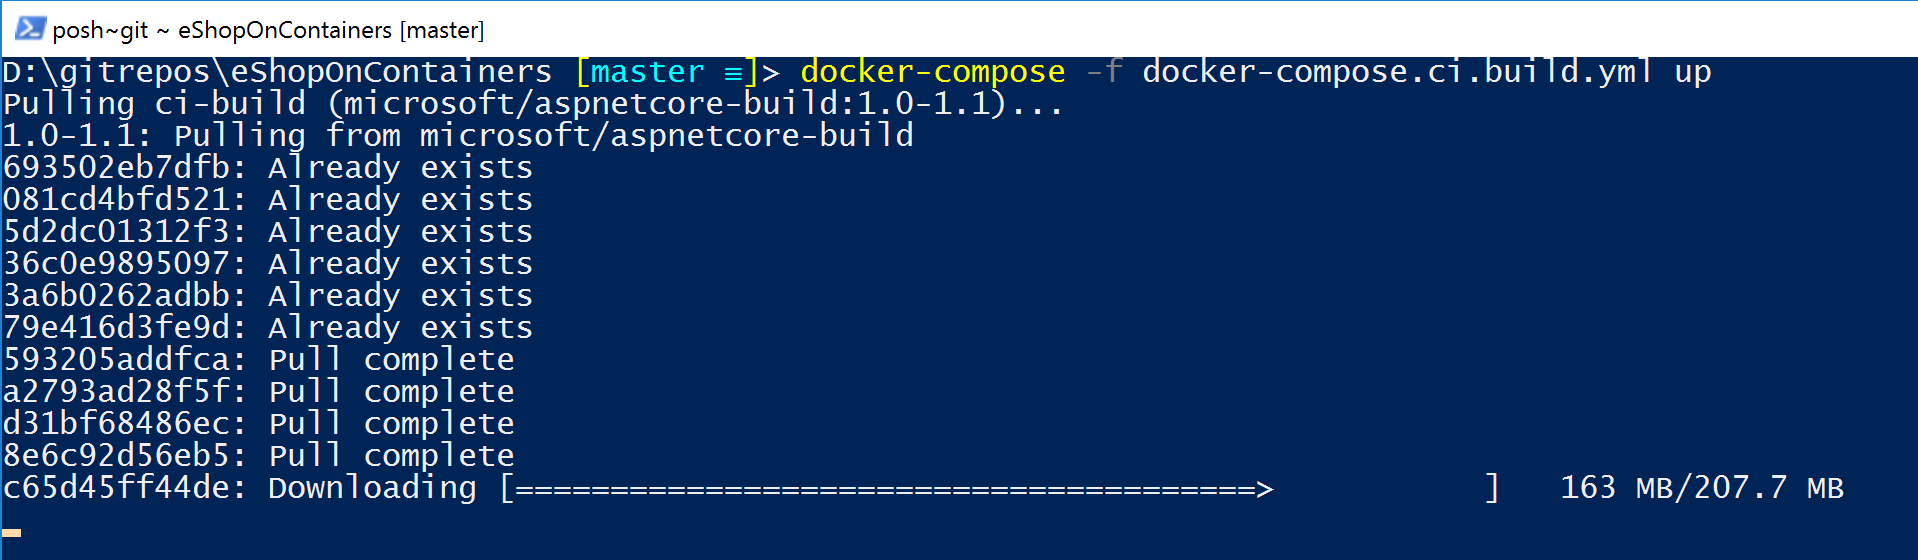 posh~git ~ eShopOnContainers [master]
D:\gitrepos\eShopOnContainers [master ≡]> docker-compose -f docker-compose.ci.build.yml up
Pulling ci-build (microsoft/aspnetcore-build:1.0-1.1)...
1.0-1.1: Pulling from microsoft/aspnetcore-build
693502eb7dfb: Already exists
081cd4bfd521: Already exists
5d2dc01312f3: Already exists
36c0e9895097: Already exists
3a6b0262adbb: Already exists
79e416d3fe9d: Already exists
593205addfca: Pull complete
a2793ad28f5f: Pull complete
d31bf68486ec: Pull complete
8e6c92d56eb5: Pull complete
c65d45ff44de: Downloading [=======================================>           ]   163 MB/207.7 MB